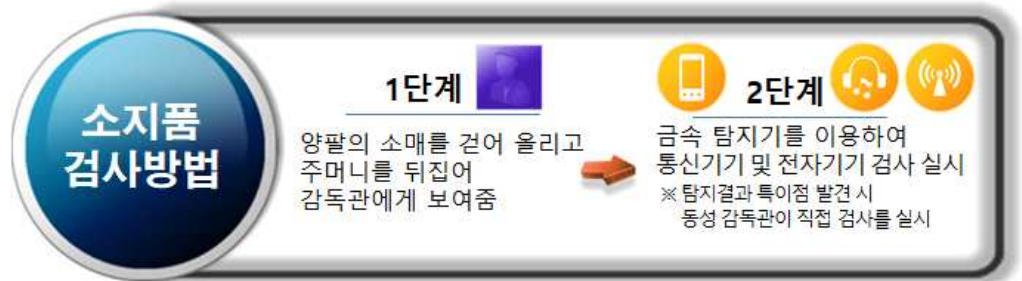 소지품
검사방법
1단계
양팔의 소매를 걷어 올리고
주머니를 뒤집어
감독관에게 보여줌
2단계
금속 탐지기를 이용하여
통신기기 및 전자기기 검사 실시
※ 탐지결과 특이점 발견 시
동성 감독관이 직접 검사를 실시